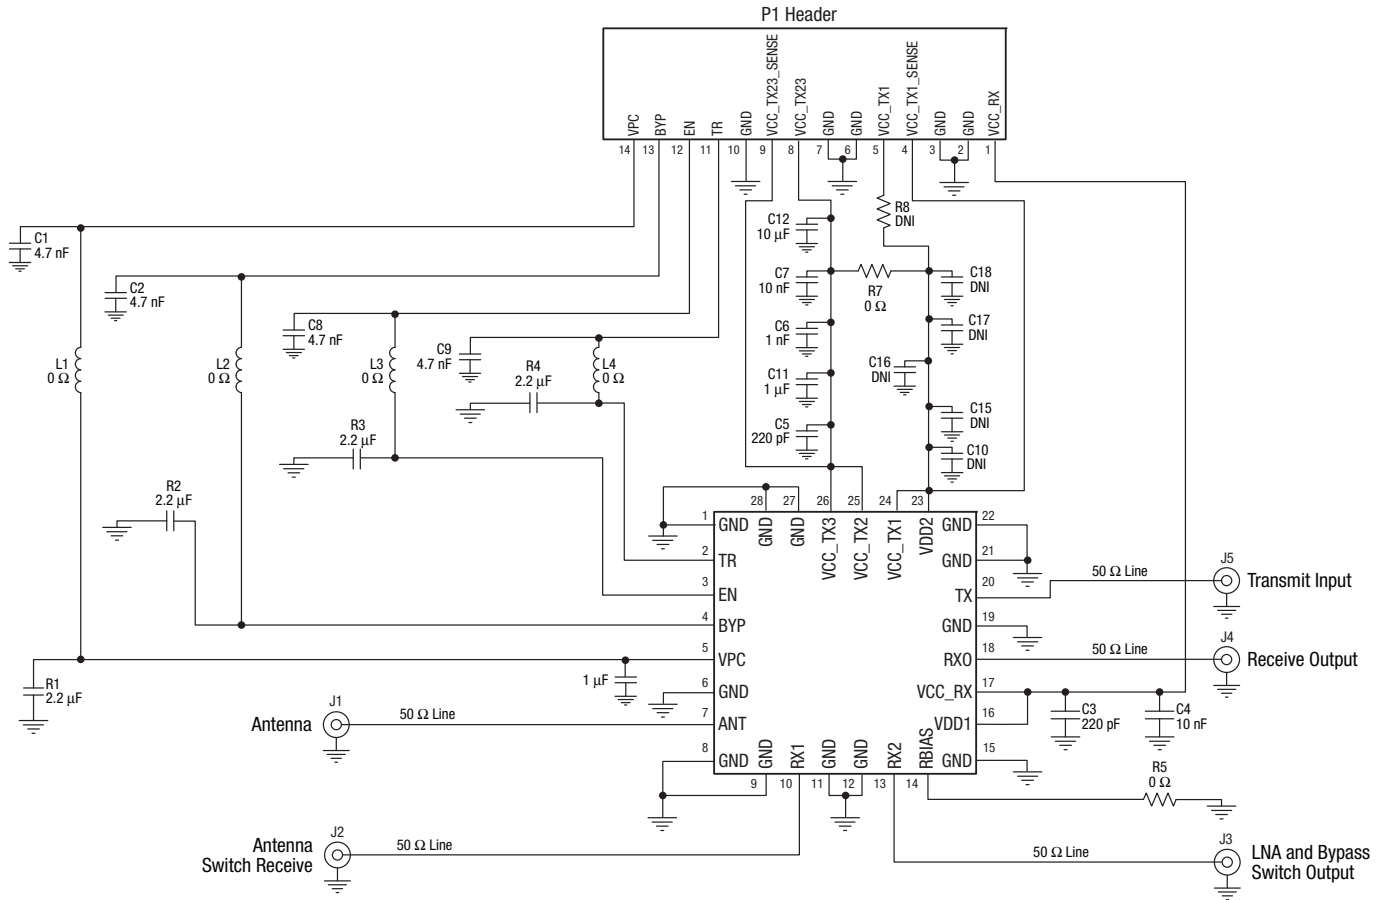 P1 Header
VPC
BYP
EN
TR
GND
VCC_TX23_SENSE
VCC_TX23
GND
GND
VCC_TX1
VCC_TX1_SENSE
GND
GND
VCC_RX
14
13
12
11
10
9
8
7
6
5
4
3
2
1
R8
DNI
C12
10 μF
C1
4.7 nF
C7
10 nF
R7
0 Ω
C18
DNI
C2
4.7 nF
C8
4.7 nF
C6
1 nF
C17
DNI
C9
4.7 nF
L1
0 Ω
L2
0 Ω
L3
0 Ω
R4
2.2 μF
L4
0 Ω
C11
1 μF
C16
DNI
R3
2.2 μF
C5
220 pF
C15
DNI
C10
DNI
R2
2.2 μF
28
27
26
25
24
23
GND
GND
VCC_TX3
VCC_TX2
VCC_TX1
VDD2
1
GND
2
TR
3
EN
4
BYP
5
VPC
6
GND
7
ANT
8
GND
22
GND
21
GND
20
TX
19
GND
18
RXO
17
VCC_RX
16
VDD1
15
GND
GND
RX1
GND
GND
RX2
RBIAS
9
10
11
12
13
14
50 Ω Line
J5
Transmit Input
50 Ω Line
J4
Receive Output
R1
2.2 μF
1 μF
C3
220 pF
C4
10 nF
Antenna
J1
50 Ω Line
R5
0 Ω
Antenna
Switch Receive
J2
50 Ω Line
50 Ω Line
J3
LNA and Bypass
Switch Output